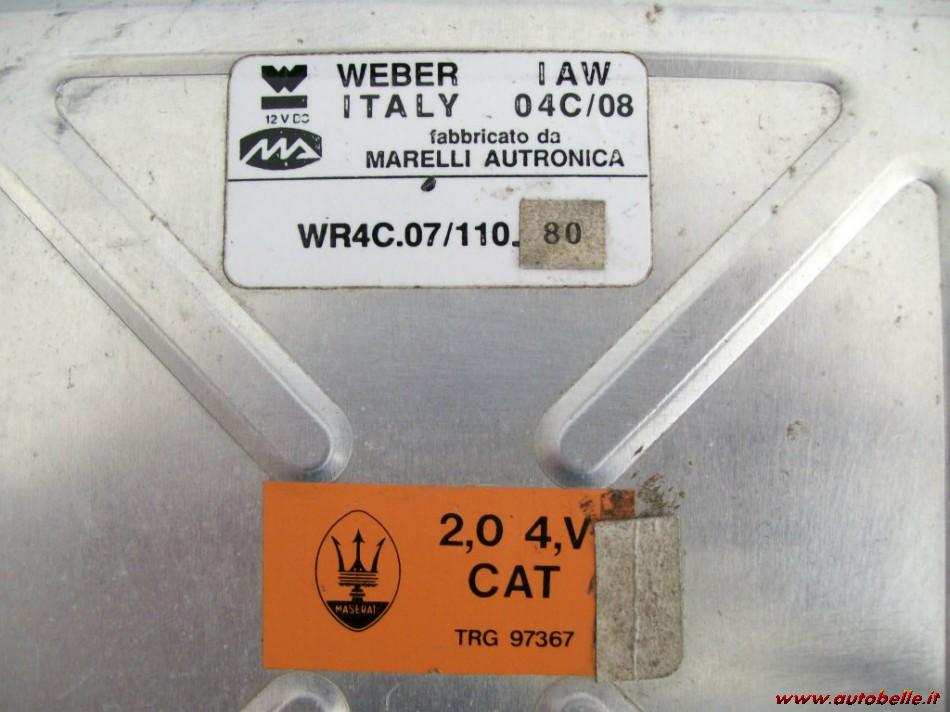 WEBER IAW
ITALY 04C/08
12 V DC
fabbricato da
MARELLI AUTRONICA
WR4C.07/110. 80
2,0 4,V
CAT
MASERATI
TRG 97367
www.autobelle.it